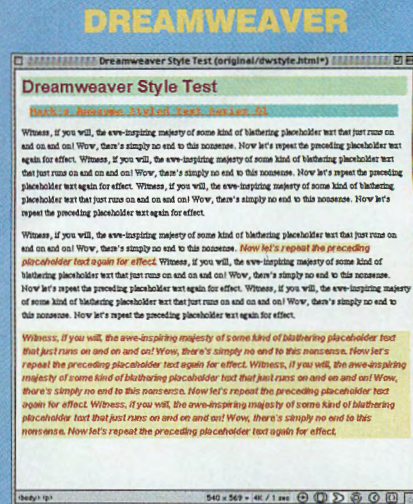 DREAMWEAVER
Dreamweaver Style Test (original/dwstyle.html*)
Dreamweaver Style Test
Mark's Awesome Styled Text Series 61
Witness, if you will, the awe-inspiring majesty of some kind of blathering placeholder text that just runs on
and on and on! Wow, there's simply no end to this nonsense. Now let's repeat the preceding placeholder text
again for effect. Witness, if you will, the awe-inspiring majesty of some kind of blathering placeholder text
that just runs on and on and on! Wow, there's simply no end to this nonsense. Now let's repeat the preceding
placeholder text again for effect. Witness, if you will, the awe-inspiring majesty of some kind of blathering
placeholder text that just runs on and on and on! Wow, there's simply no end to this nonsense. Now let's
repeat the preceding placeholder text again for effect.
Witness, if you will, the awe-inspiring majesty of some kind of blathering placeholder text that just runs on
and on and on! Wow, there's simply no end to this nonsense. Now let's repeat the preceding
placeholder text again for effect. Witness, if you will, the awe-inspiring majesty of some kind of
blathering placeholder text that just runs on and on and on! Wow, there's simply no end to this nonsense.
Now let's repeat the preceding placeholder text again for effect. Witness, if you will, the awe-inspiring majesty
of some kind of blathering placeholder text that just runs on and on and on! Wow, there's simply no end to
this nonsense. Now let's repeat the preceding placeholder text again for effect.
Witness, if you will, the awe-inspiring majesty of some kind of blathering placeholder text
that just runs on and on and on! Wow, there's simply no end to this nonsense. Now let's
repeat the preceding placeholder text again for effect. Witness, if you will, the awe-inspiring
majesty of some kind of blathering placeholder text that just runs on and on and on! Wow,
there's simply no end to this nonsense. Now let's repeat the preceding placeholder text
again for effect. Witness, if you will, the awe-inspiring majesty of some kind of blathering
placeholder text that just runs on and on and on! Wow, there's simply no end to this
nonsense. Now let's repeat the preceding placeholder text again for effect.
<body> <p> 540 x 569 - 4K / 1 sec